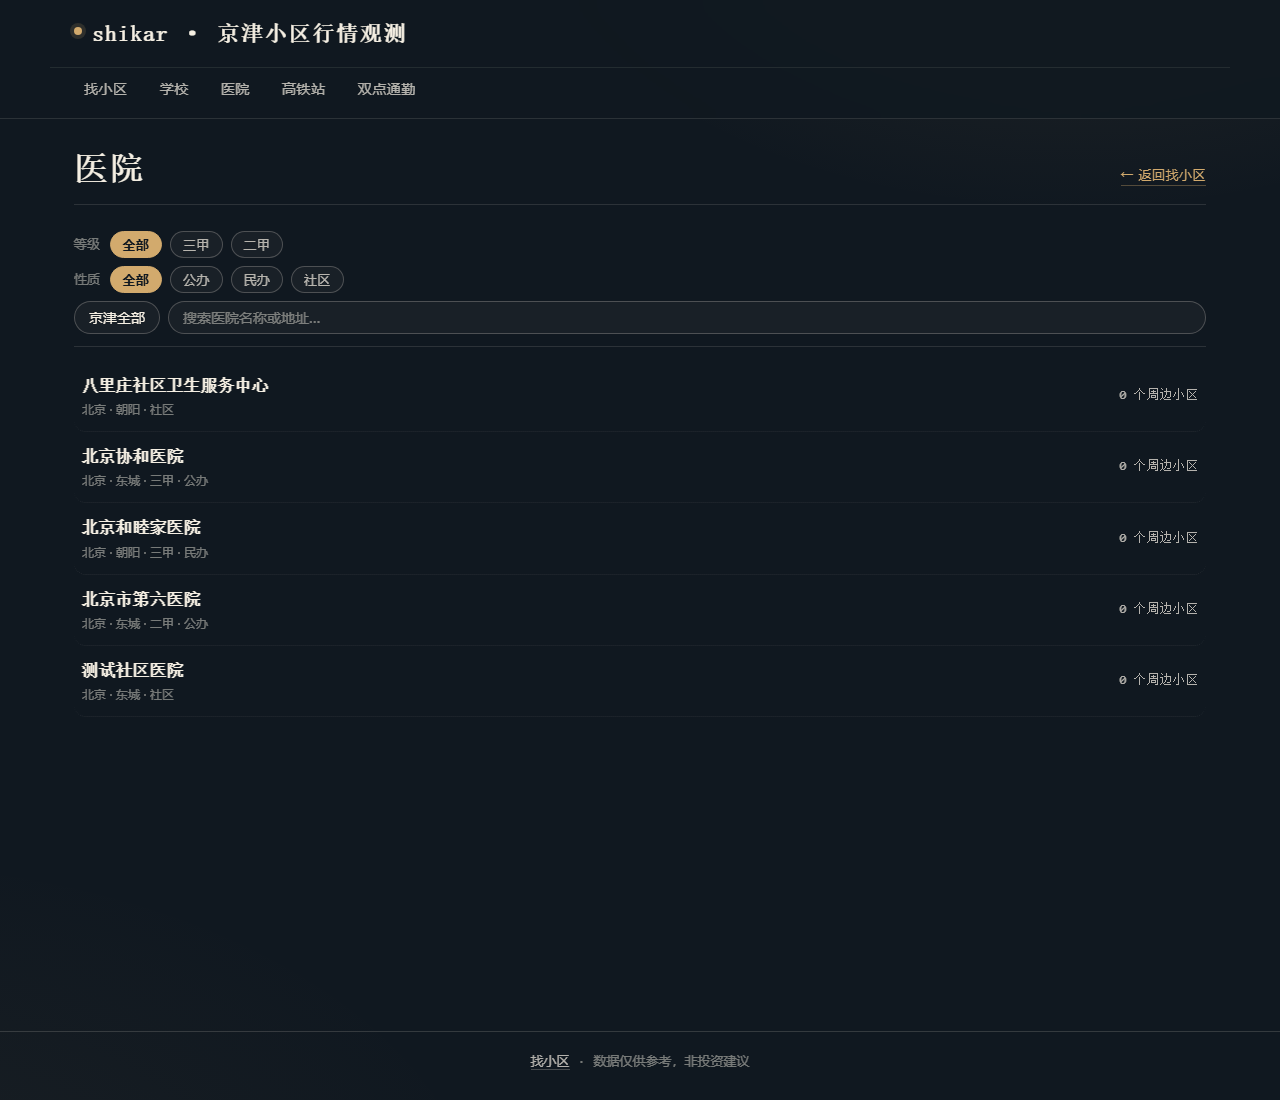 shikar • 京津小区行情观测
找小区 学校 医院 高铁站 双点通勤
医院
← 返回找小区
等级 全部 三甲 二甲
性质 全部 公办 民办 社区
京津全部 搜索医院名称或地址...
八里庄社区卫生服务中心
北京 · 朝阳 · 社区
0 个周边小区
北京协和医院
北京 · 东城 · 三甲 · 公办
0 个周边小区
北京和睦家医院
北京 · 朝阳 · 三甲 · 民办
0 个周边小区
北京市第六医院
北京 · 东城 · 二甲 · 公办
0 个周边小区
测试社区医院
北京 · 东城 · 社区
0 个周边小区
找小区 · 数据仅供参考，非投资建议